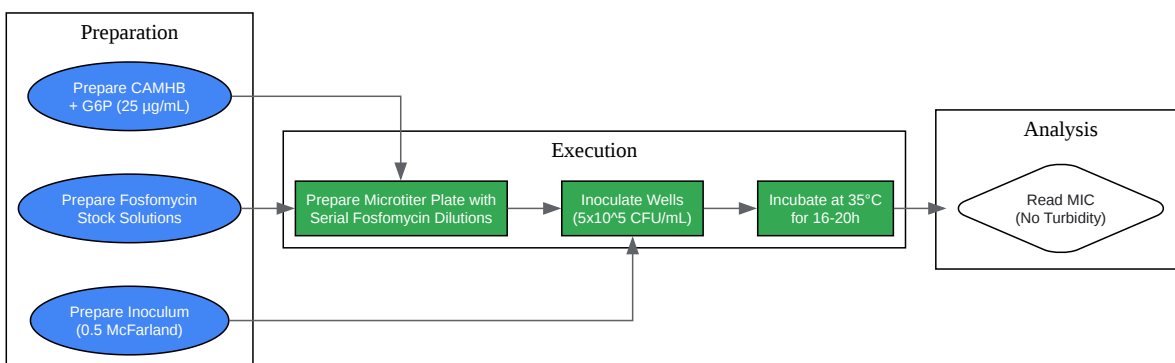 Preparation
Prepare CAMHB
+ G6P (25 µg/mL)
Prepare Fosfomycin
Stock Solutions
Prepare Inoculum
(0.5 McFarland)
Execution
Prepare Microtiter Plate with
Serial Fosfomycin Dilutions
Inoculate Wells
(5x10^5 CFU/mL)
Incubate at 35°C
for 16-20h
Analysis
Read MIC
(No Turbidity)